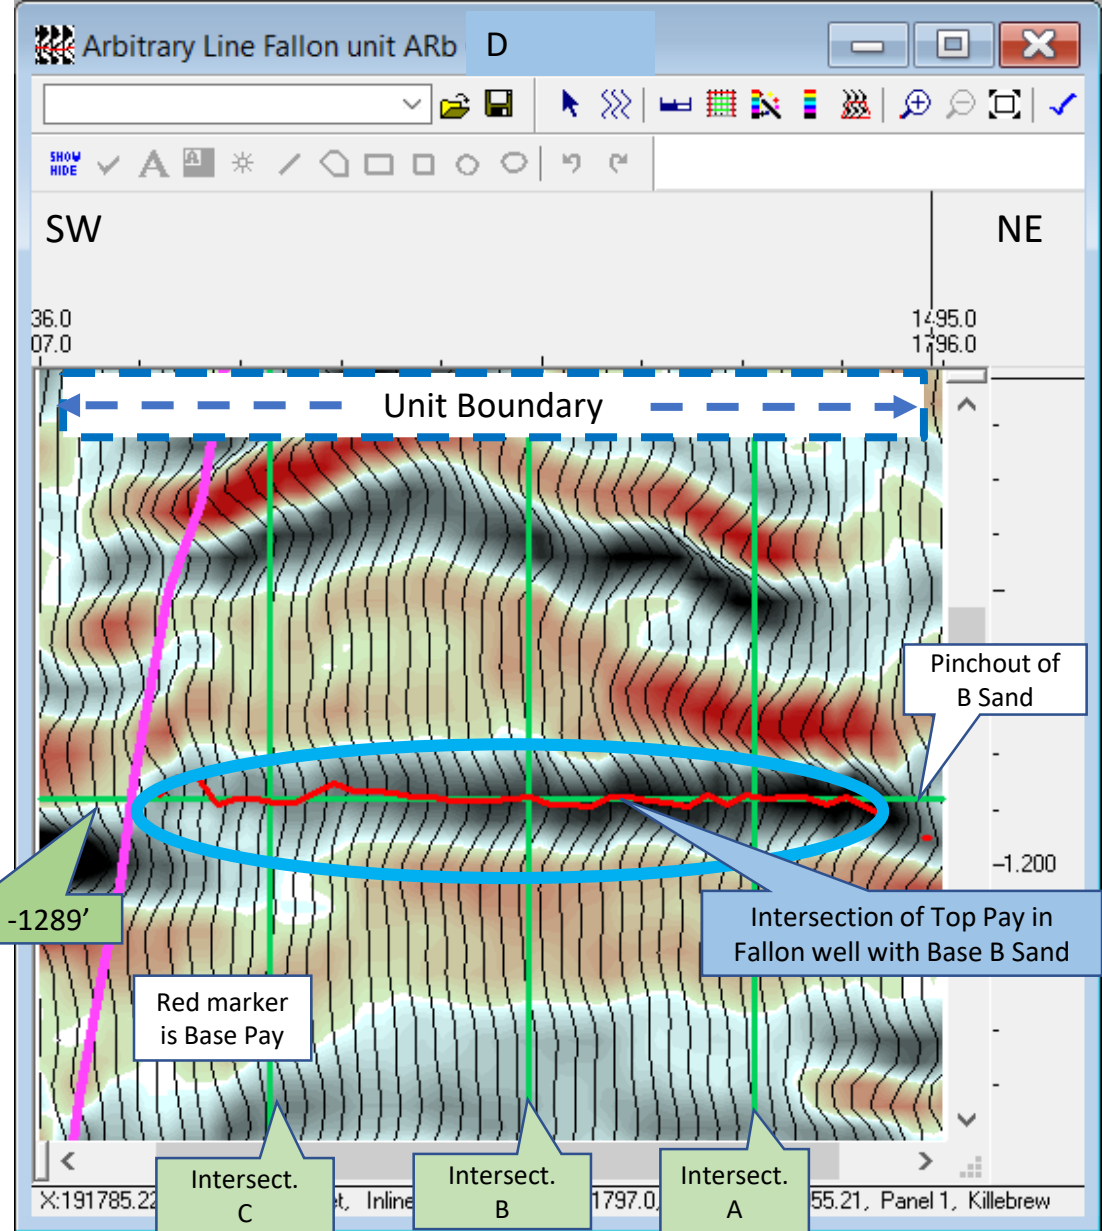 Arbitrary Line Fallon unit ARb D
SHOW
HIDE
A
A
SW
NE
36.0
07.0
1495.0
1796.0
Unit Boundary
Pinchout of
B Sand
-1.200
-1289’
Intersection of Top Pay in
Fallon well with Base B Sand
Red marker
is Base Pay
Intersect.
C
Intersect.
B
Intersect.
A
X:191785.22 Inline 1797.0, 55.21, Panel 1, Killebrew